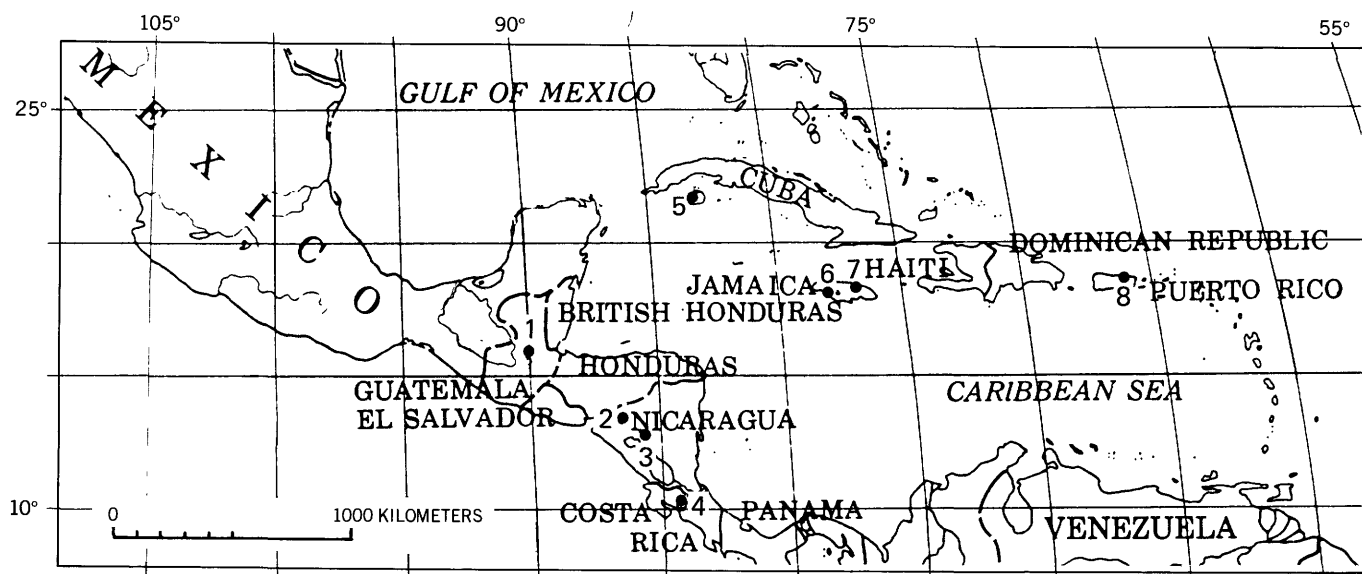 105° 90° 75° 55°
25°
GULF OF MEXICO
MEXICO
CUBA
5
DOMINICAN REPUBLIC
6 7 HAITI
JAMAICA
8 PUERTO RICO
BRITISH HONDURAS
1
HONDURAS
GUATEMALA
CARIBBEAN SEA
EL SALVADOR
2 NICARAGUA
3
10°
0 1000 KILOMETERS
COSTA RICA
4
PANAMA
VENEZUELA